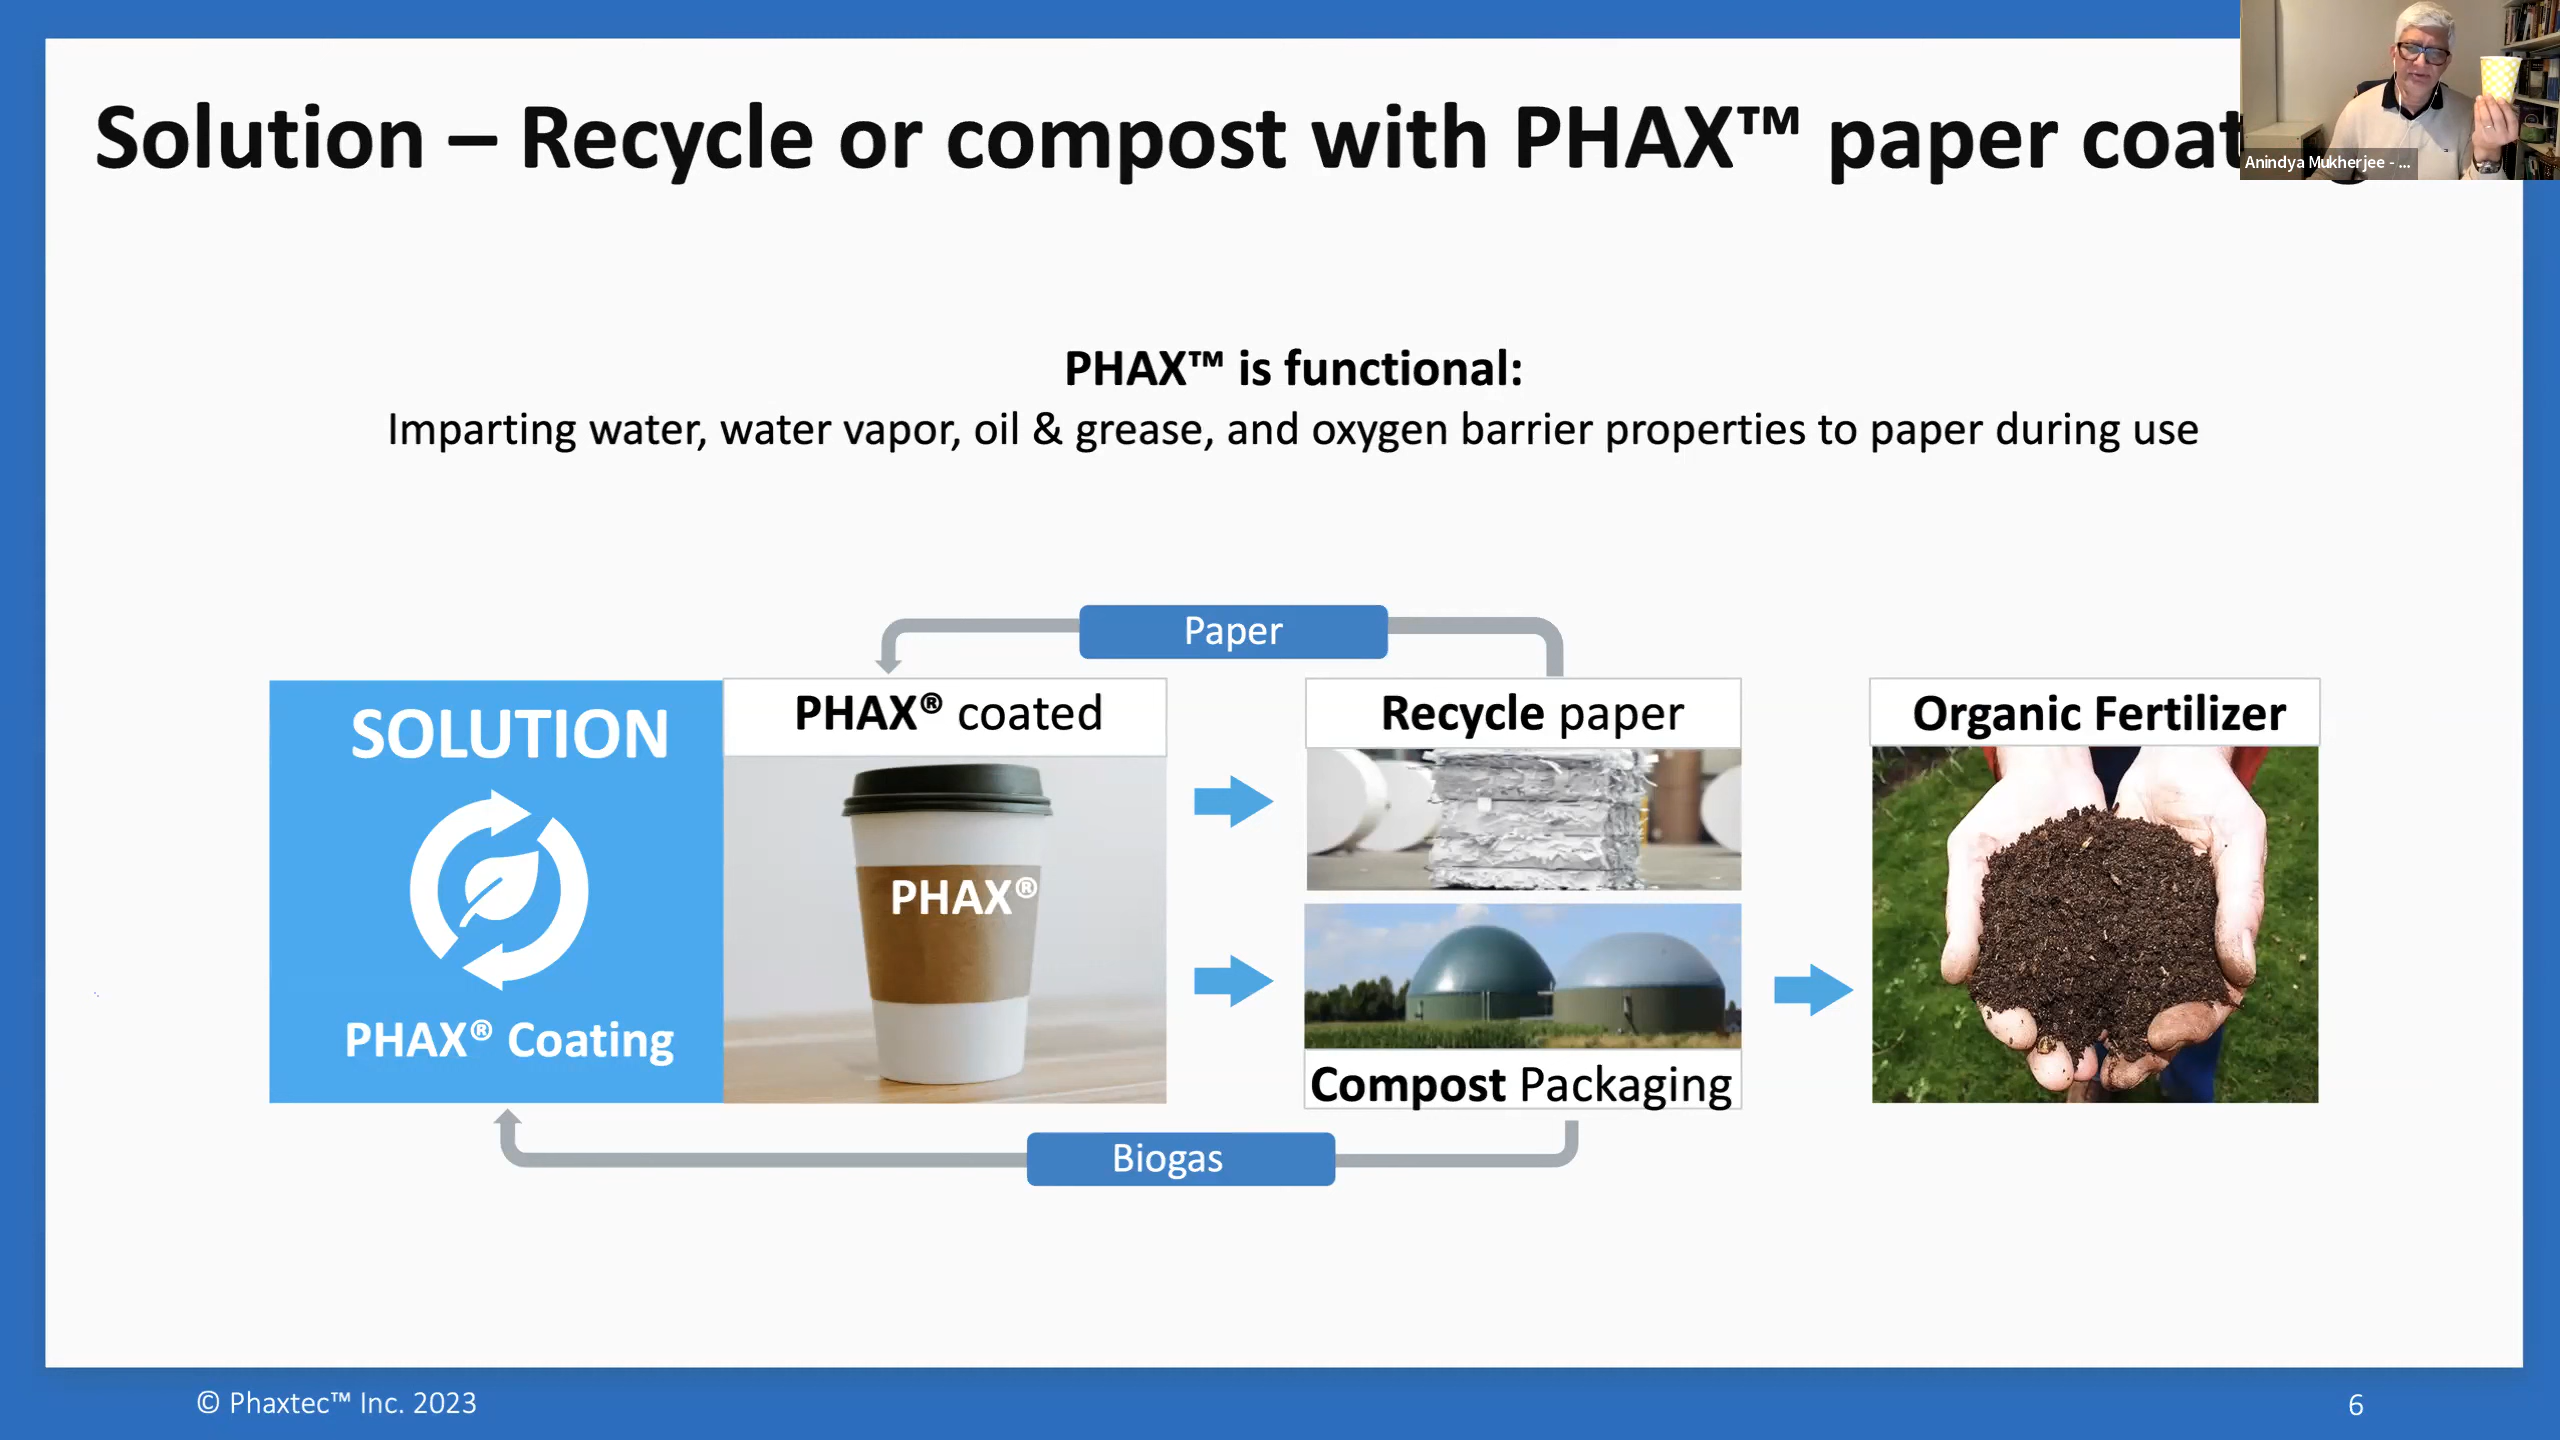 Solution – Recycle or compost with PHAX™ paper
Anindya Mukherjee - ...
PHAX™ is functional:
Imparting water, water vapor, oil & grease, and oxygen barrier properties to paper during use
Paper
SOLUTION
PHAX® Coating
PHAX® coated
PHAX®
Recycle paper
Compost Packaging
Organic Fertilizer
Biogas
© Phaxtec™ Inc. 2023
6